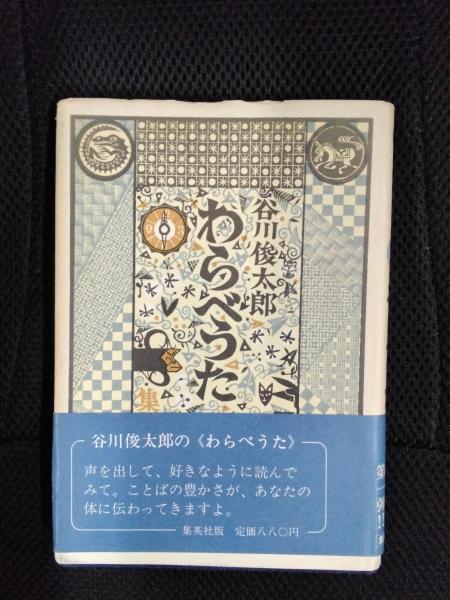 谷川俊太郎
わらべうた
集
谷川俊太郎の《わらべうた》
声を出して、好きなように読んで
みて。ことばの豊かさが、あなたの
体に伝わってきますよ。
集英社版 定価八八〇円